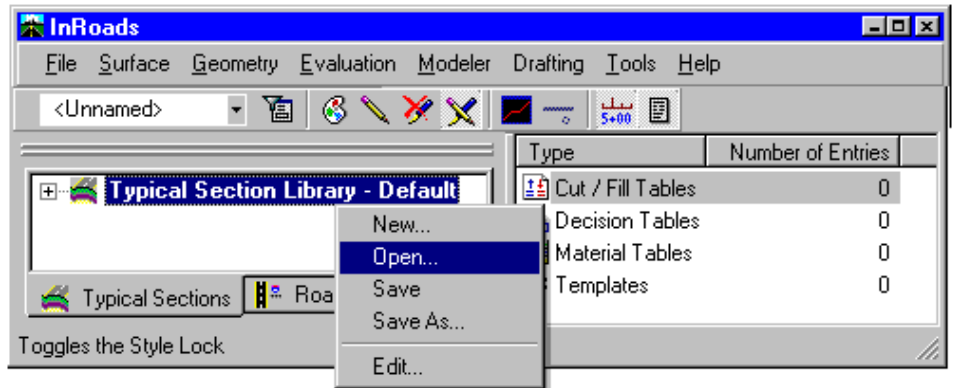 InRoads
File Surface Geometry Evaluation Modeler Drafting Tools Help
<Unnamed>
5+00
Type Number of Entries
Typical Section Library - Default
Cut / Fill Tables 0
Decision Tables 0
Material Tables 0
Templates 0
New...
Open...
Save
Save As...
Edit...
Typical Sections
Toggles the Style Lock